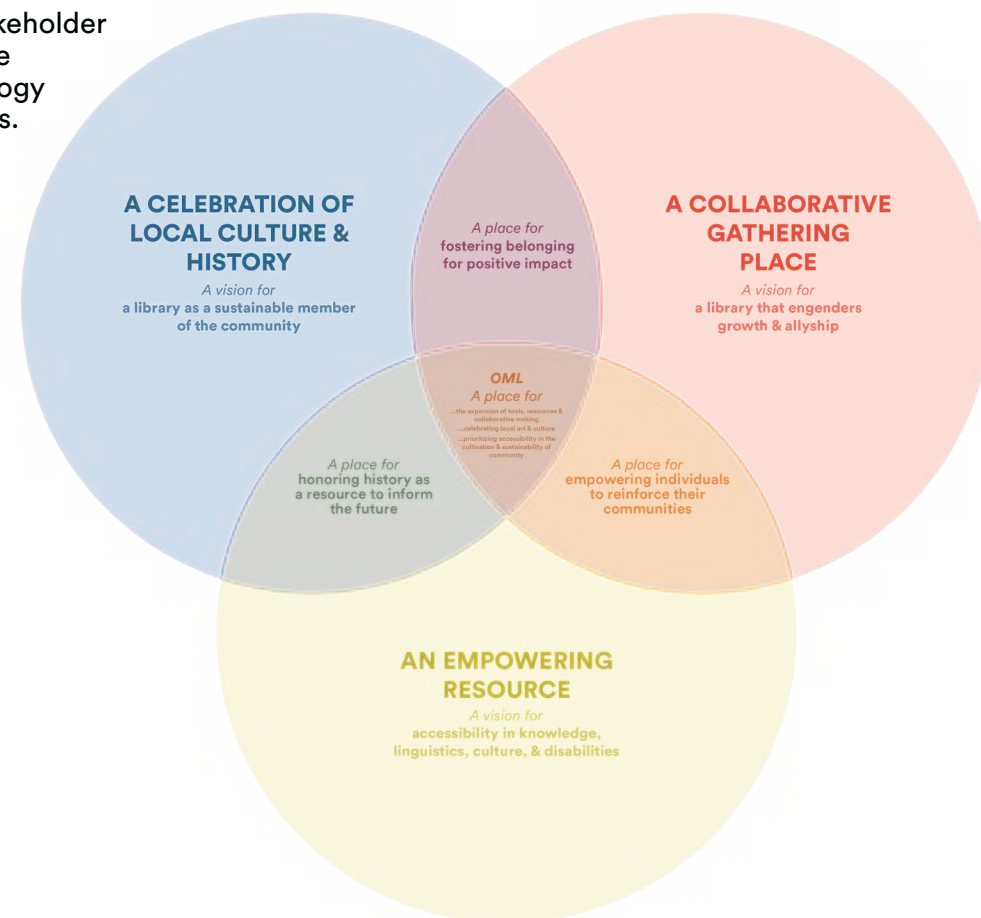 keholder
e
ogy
s.
A CELEBRATION OF
LOCAL CULTURE &
HISTORY
A vision for
a library as a sustainable member
of the community
A place for
fostering belonging
for positive impact
A COLLABORATIVE
GATHERING
PLACE
A vision for
a library that engenders
growth & allyship
OML
A place for
...the expansion of tools, resources &
collaborative making
...celebrating local art & culture
...prioritizing accessibility in the
cultivation & sustainability of
community
A place for
honoring history as
a resource to inform
the future
A place for
empowering individuals
to reinforce their
communities
AN EMPOWERING
RESOURCE
A vision for
accessibility in knowledge,
linguistics, culture, & disabilities